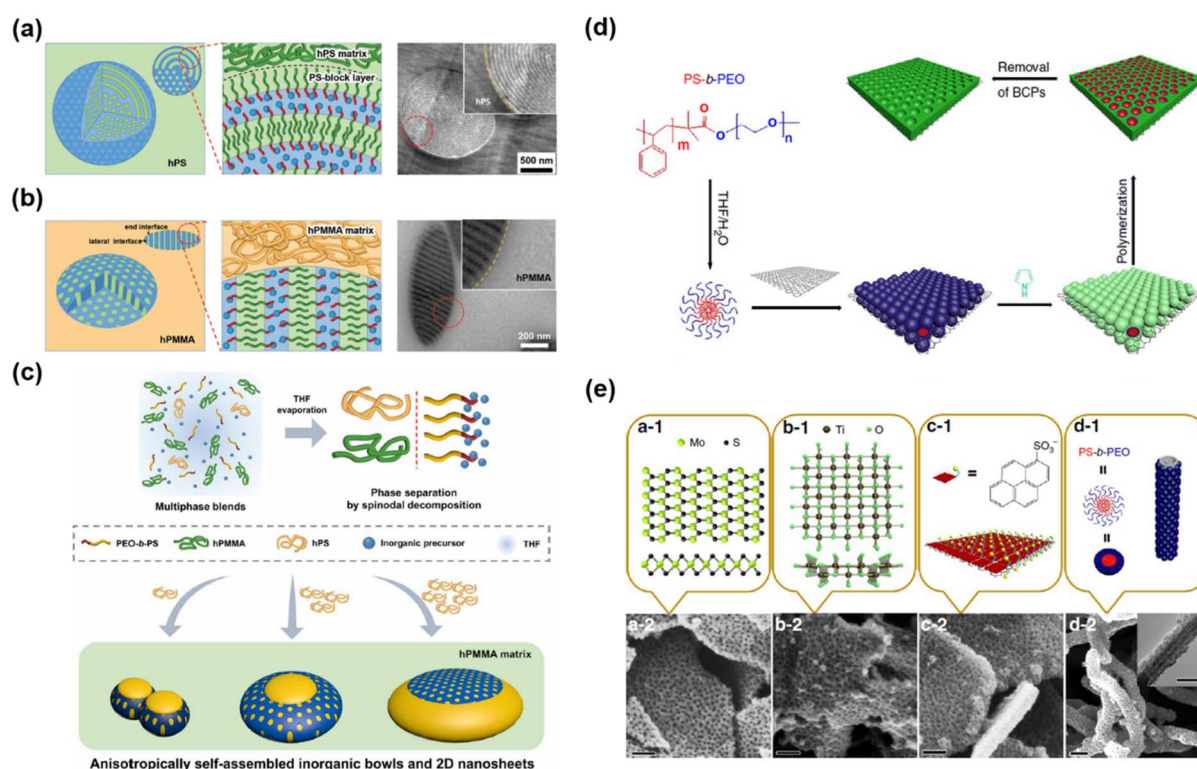 (a)
hPS matrix
PS-block layer
hPS
hPS
500 nm
(b)
end interface
lateral interface
hPMMA matrix
hPMMA
hPMMA
200 nm
(c)
THF
evaporation
Multiphase blends
Phase separation
by spinodal decomposition
PEO-b-PS
hPMMA
hPS
Inorganic precursor
THF
hPMMA matrix
Anisotropically self-assembled inorganic bowls and 2D nanosheets
(d)
PS-b-PEO
O
O
O
m
n
THF/H2O
N
H
Polymerization
Removal
of BCPs
(e)
a-1
Mo
S
b-1
Ti
O
c-1
=
SO3−
d-1
PS-b-PEO
=
=
a-2
b-2
c-2
d-2